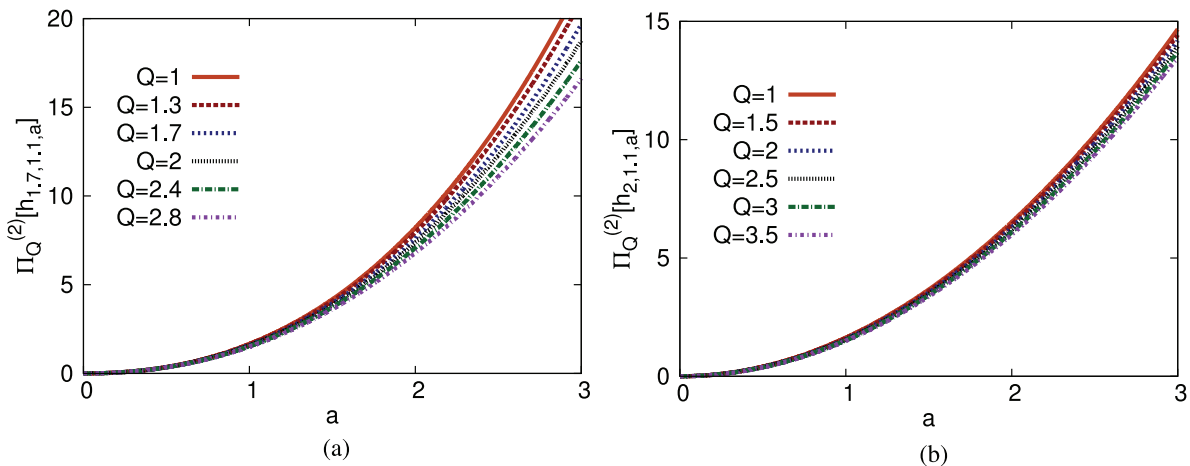 20
15
10
5
0
Π_Q^(2)[h_1.7,1.1,a]
Q=1
Q=1.3
Q=1.7
Q=2
Q=2.4
Q=2.8
0 1 2 3
a
(a)
15
10
5
0
Π_Q^(2)[h_2,1.1,a]
Q=1
Q=1.5
Q=2
Q=2.5
Q=3
Q=3.5
0 1 2 3
a
(b)